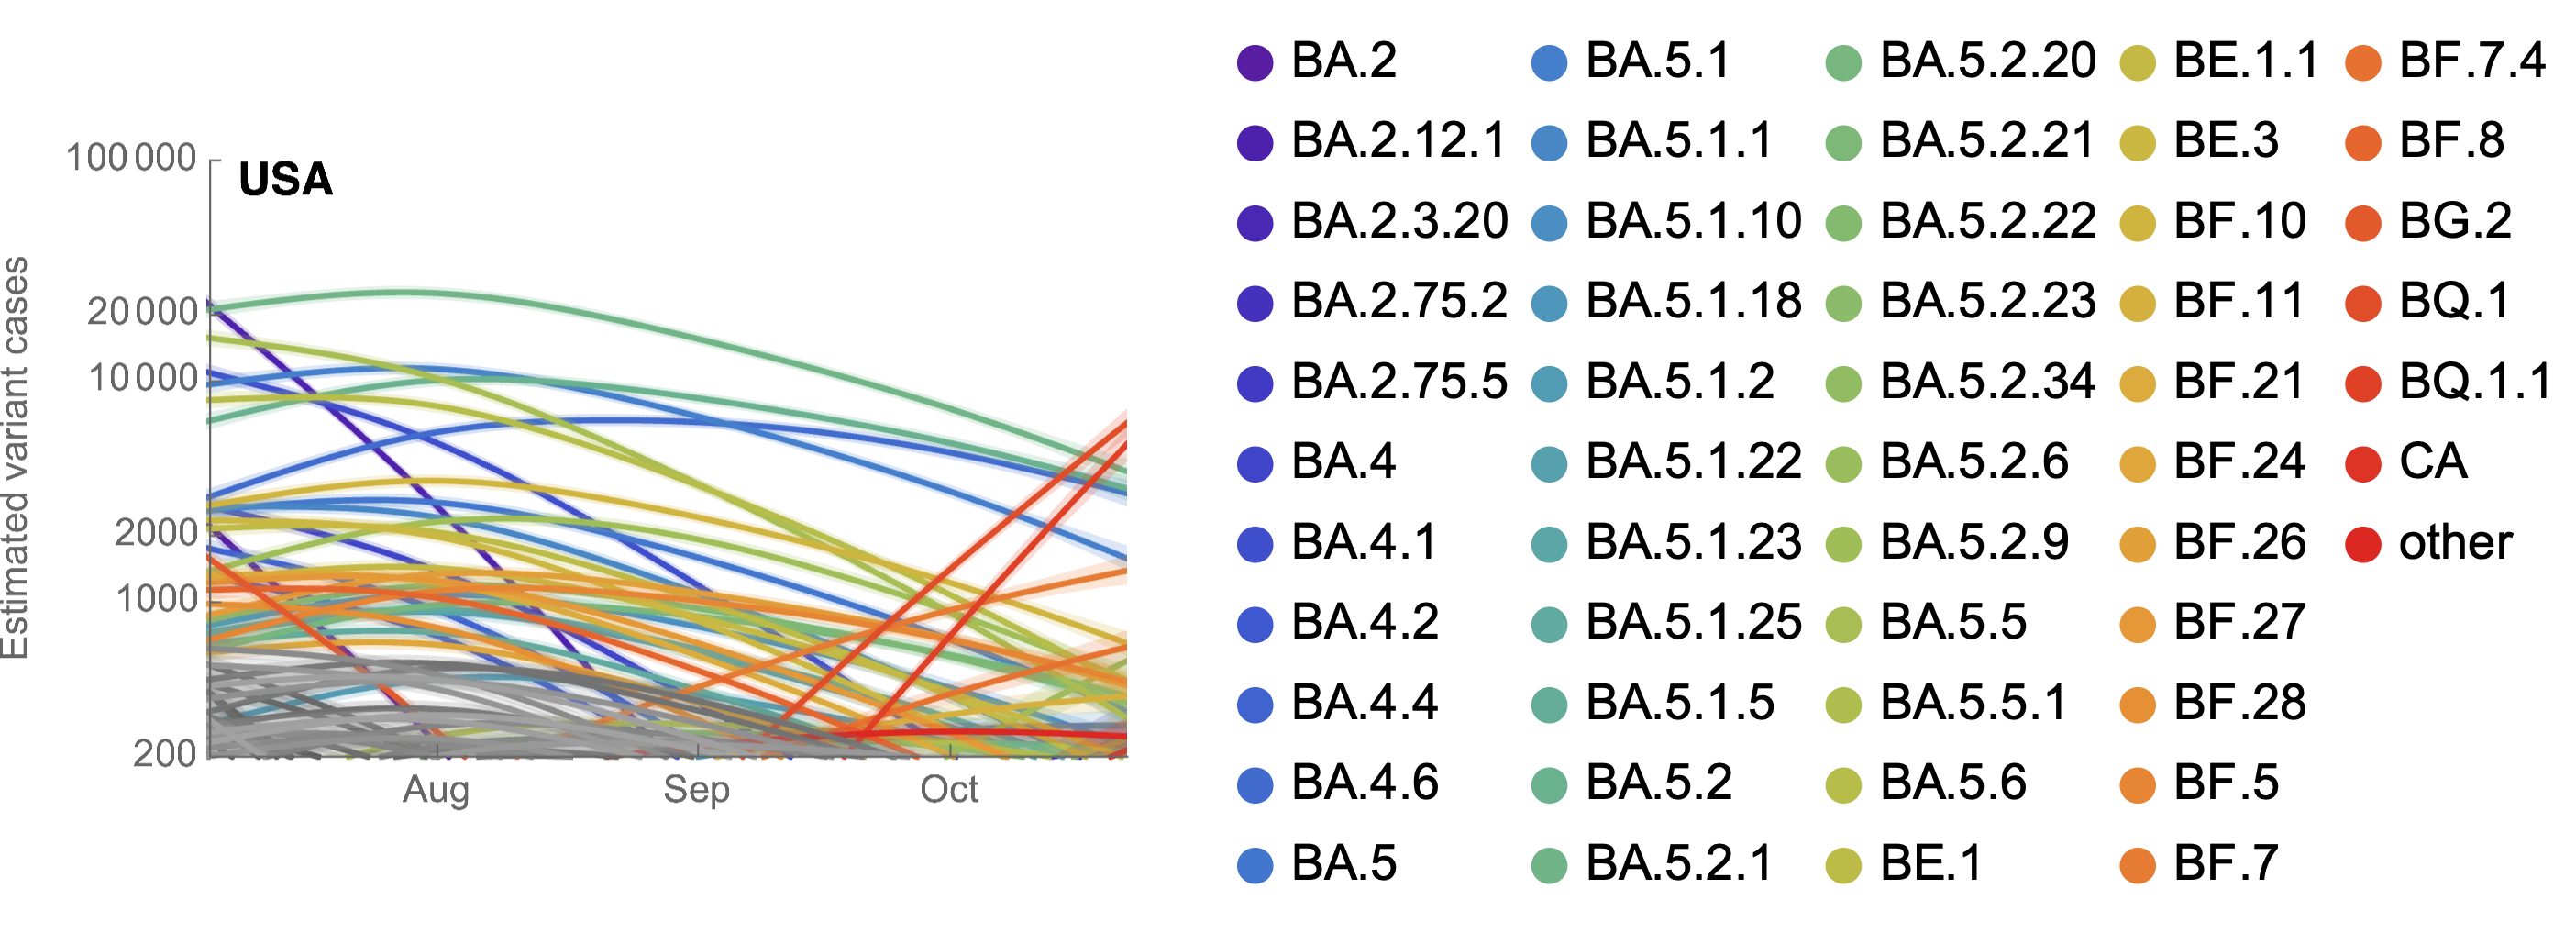 USA
Estimated variant cases
100 000
20 000
10 000
2000
1000
200
Aug Sep Oct
BA.2 BA.5.1 BA.5.2.20 BE.1.1 BF.7.4
BA.2.12.1 BA.5.1.1 BA.5.2.21 BE.3 BF.8
BA.2.3.20 BA.5.1.10 BA.5.2.22 BF.10 BG.2
BA.2.75.2 BA.5.1.18 BA.5.2.23 BF.11 BQ.1
BA.2.75.5 BA.5.1.2 BA.5.2.34 BF.21 BQ.1.1
BA.4 BA.5.1.22 BA.5.2.6 BF.24 CA
BA.4.1 BA.5.1.23 BA.5.2.9 BF.26 other
BA.4.2 BA.5.1.25 BA.5.5 BF.27
BA.4.4 BA.5.1.5 BA.5.5.1 BF.28
BA.4.6 BA.5.2 BA.5.6 BF.5
BA.5 BA.5.2.1 BE.1 BF.7